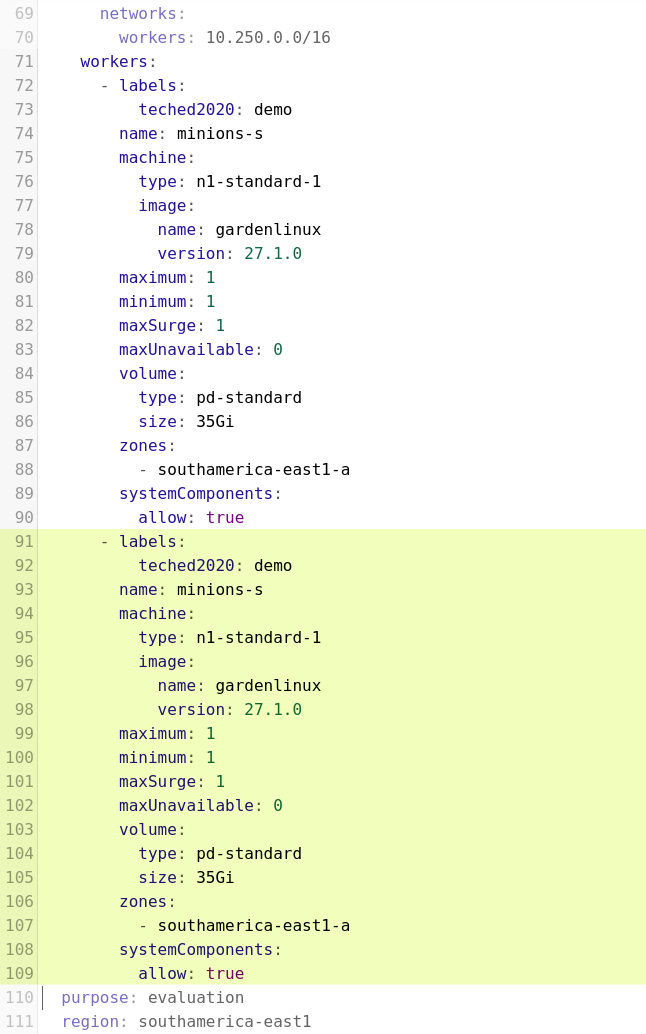 69 networks:
70 workers: 10.250.0.0/16
71 workers:
72 - labels:
73 teched2020: demo
74 name: minions-s
75 machine:
76 type: n1-standard-1
77 image:
78 name: gardenlinux
79 version: 27.1.0
80 maximum: 1
81 minimum: 1
82 maxSurge: 1
83 maxUnavailable: 0
84 volume:
85 type: pd-standard
86 size: 35Gi
87 zones:
88 - southamerica-east1-a
89 systemComponents:
90 allow: true
91 - labels:
92 teched2020: demo
93 name: minions-s
94 machine:
95 type: n1-standard-1
96 image:
97 name: gardenlinux
98 version: 27.1.0
99 maximum: 1
100 minimum: 1
101 maxSurge: 1
102 maxUnavailable: 0
103 volume:
104 type: pd-standard
105 size: 35Gi
106 zones:
107 - southamerica-east1-a
108 systemComponents:
109 allow: true
110 purpose: evaluation
111 region: southamerica-east1